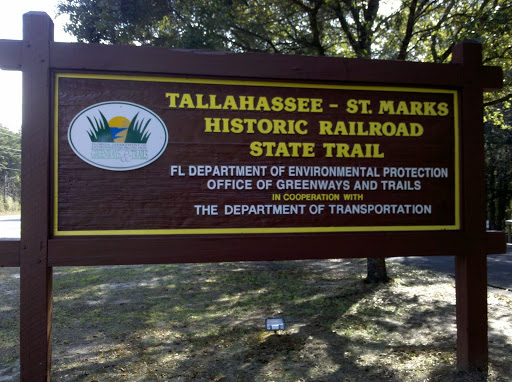 TALLAHASSEE - ST. MARKS
HISTORIC RAILROAD
STATE TRAIL
FL DEPARTMENT OF ENVIRONMENTAL PROTECTION
OFFICE OF GREENWAYS AND TRAILS
IN COOPERATION WITH
THE DEPARTMENT OF TRANSPORTATION